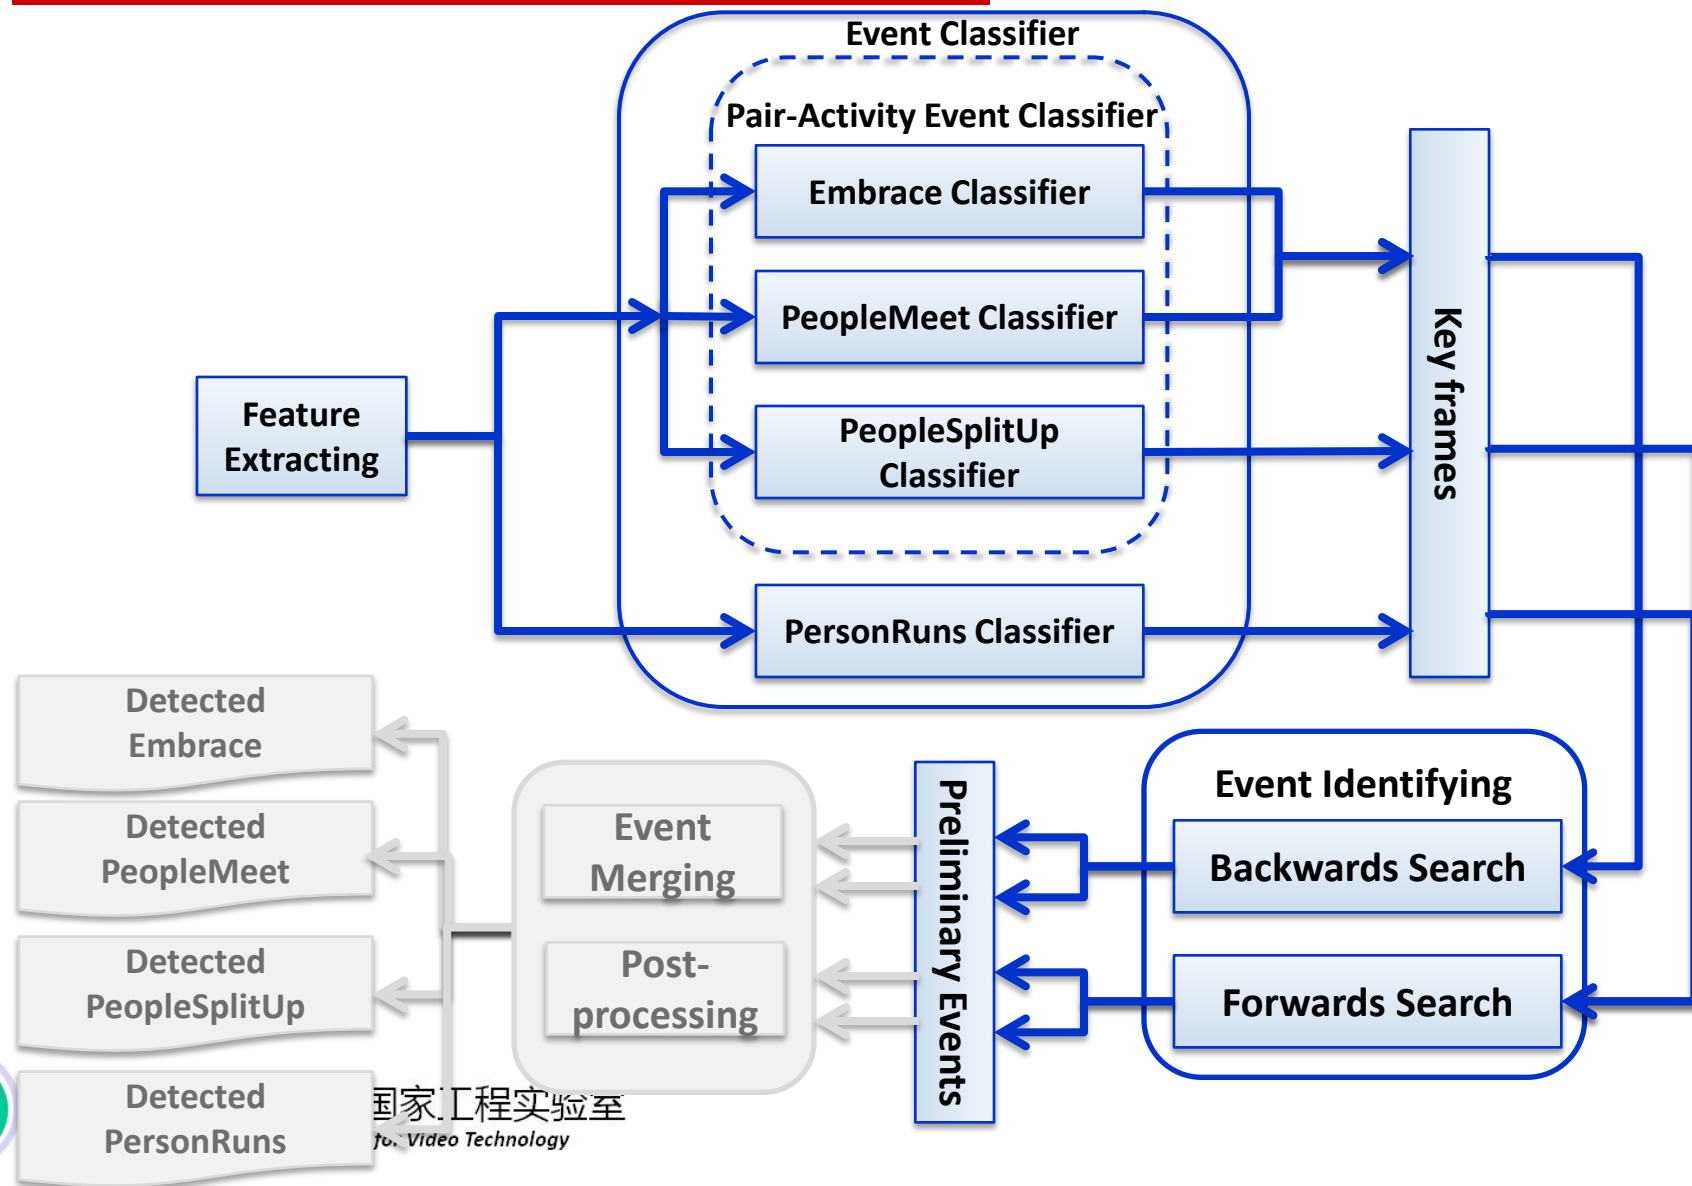 Event Classifier
Pair-Activity Event Classifier
Embrace Classifier
PeopleMeet Classifier
PeopleSplitUp
Classifier
PersonRuns Classifier
Feature
Extracting
Key frames
Event Identifying
Backwards Search
Forwards Search
Preliminary Events
Event
Merging
Post-
processing
Detected
Embrace
Detected
PeopleMeet
Detected
PeopleSplitUp
Detected
PersonRuns
国家工程实验室
for Video Technology